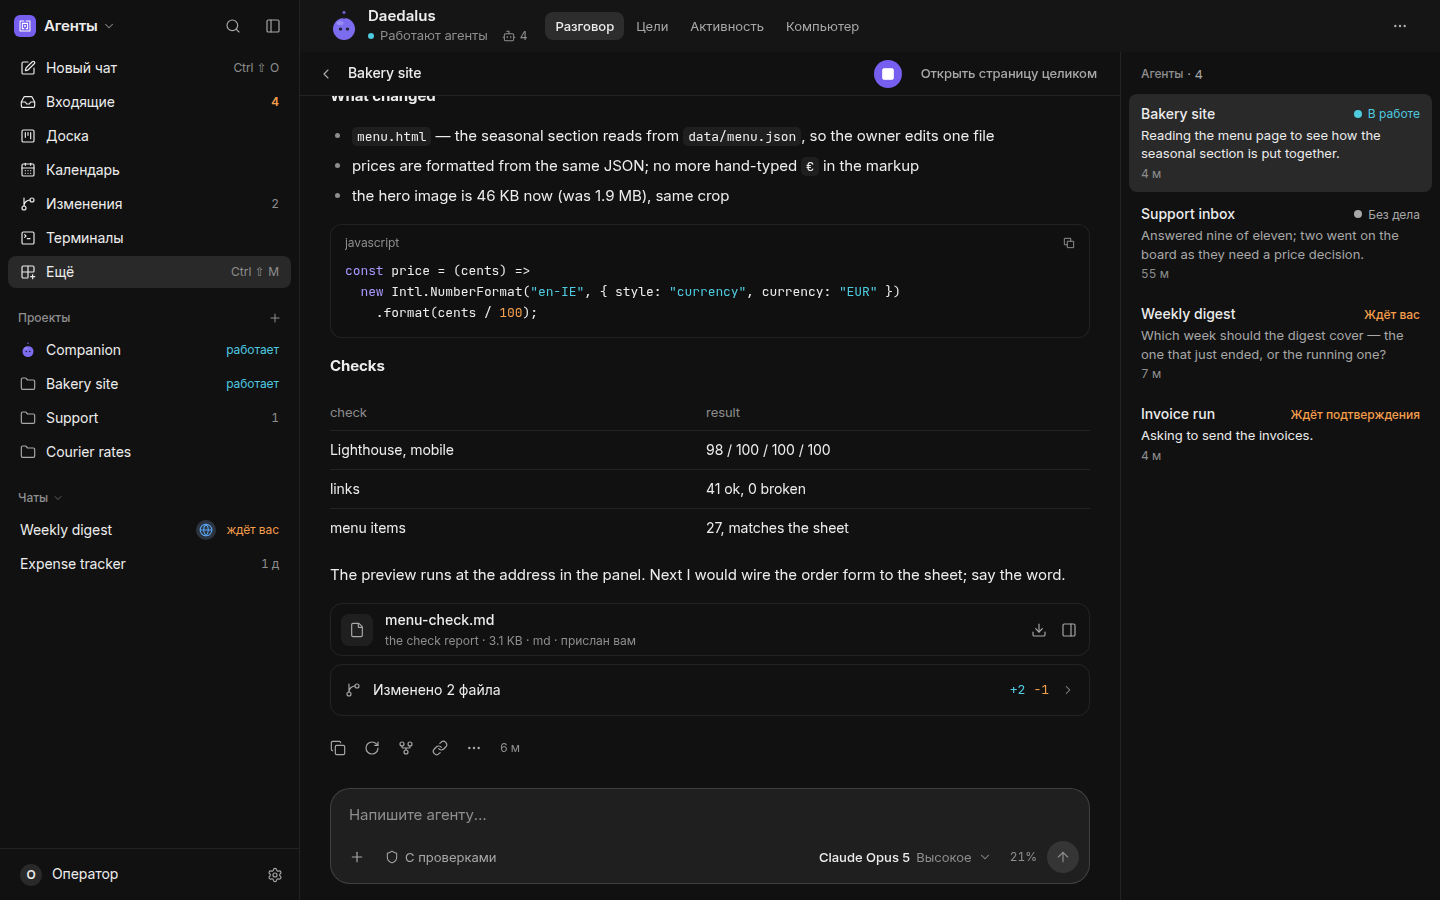 Агенты
Новый чат Ctrl ⇧ O
Входящие 4
Доска
Календарь
Изменения 2
Терминалы
Ещё Ctrl ⇧ M
Проекты
Companion работает
Bakery site работает
Support 1
Courier rates
Чаты
Weekly digest ждёт вас
Expense tracker 1 д
О Оператор
Daedalus
Работают агенты 4
Разговор Цели Активность Компьютер
Bakery site Открыть страницу целиком
What changed
menu.html — the seasonal section reads from data/menu.json, so the owner edits one file
prices are formatted from the same JSON; no more hand-typed € in the markup
the hero image is 46 KB now (was 1.9 MB), same crop
javascript
const price = (cents) =>
new Intl.NumberFormat("en-IE", { style: "currency", currency: "EUR" })
.format(cents / 100);
Checks
check result
Lighthouse, mobile 98 / 100 / 100 / 100
links 41 ok, 0 broken
menu items 27, matches the sheet
The preview runs at the address in the panel. Next I would wire the order form to the sheet; say the word.
menu-check.md
the check report · 3.1 KB · md · прислан вам
Изменено 2 файла +2 -1
6 м
Напишите агенту…
С проверками Claude Opus 5 Высокое 21%
Агенты · 4
Bakery site В работе
Reading the menu page to see how the
seasonal section is put together.
4 м
Support inbox Без дела
Answered nine of eleven; two went on the
board as they need a price decision.
55 м
Weekly digest Ждёт вас
Which week should the digest cover — the
one that just ended, or the running one?
7 м
Invoice run Ждёт подтверждения
Asking to send the invoices.
4 м